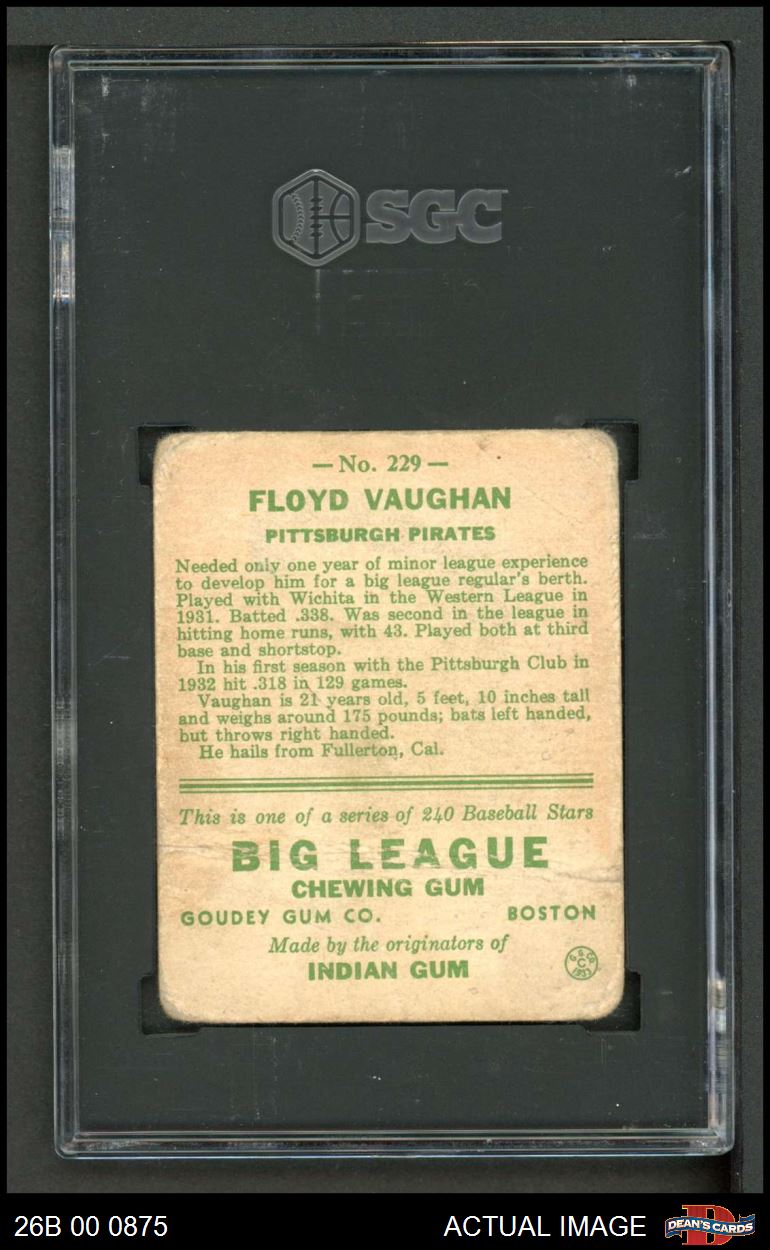 SGC
— No. 229 —
FLOYD VAUGHAN
PITTSBURGH PIRATES
Needed only one year of minor league experience
to develop him for a big league regular's berth.
Played with Wichita in the Western League in
1931. Batted .338. Was second in the league in
hitting home runs, with 43. Played both at third
base and shortstop.
In his first season with the Pittsburgh Club in
1932 hit .318 in 129 games.
Vaughan is 21 years old, 5 feet, 10 inches tall
and weighs around 175 pounds; bats left handed,
but throws right handed.
He hails from Fullerton, Cal.
This is one of a series of 240 Baseball Stars
BIG LEAGUE
CHEWING GUM
GOUDEY GUM CO. BOSTON
Made by the originators of
INDIAN GUM
G. G. CO.
C
1933
26B 00 0875
ACTUAL IMAGE
DEAN'S CARDS